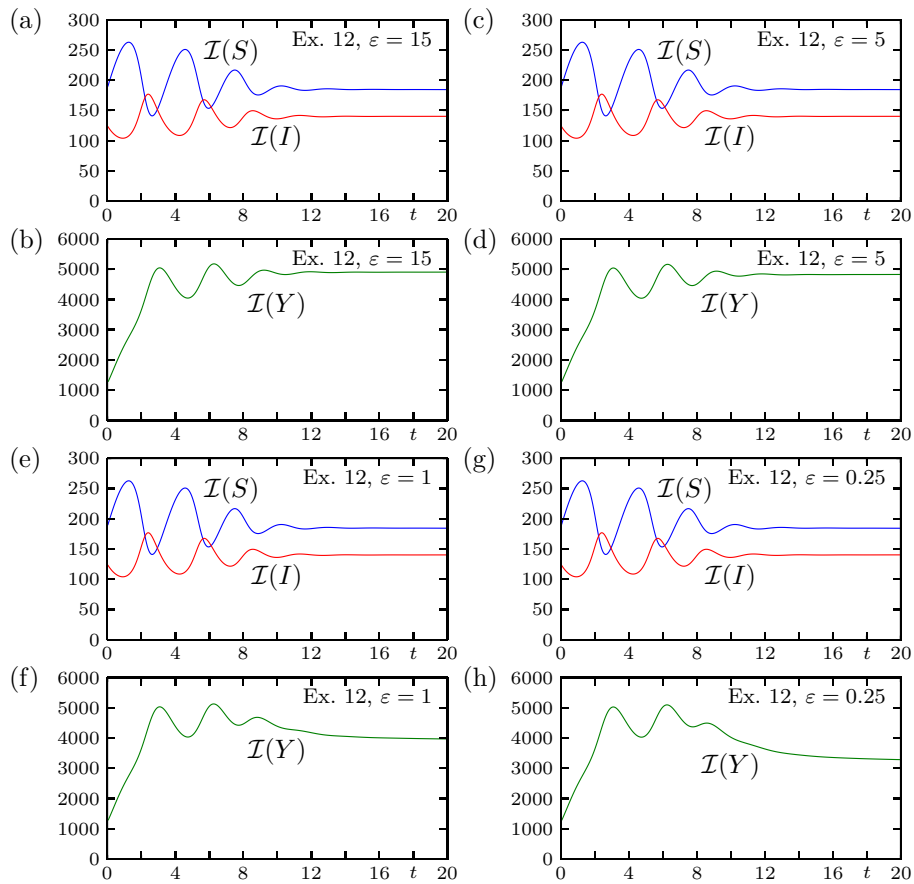 (a)
300
250
200
150
100
50
0
Ex. 12, ε = 15
𝓘(S)
𝓘(I)
0 4 8 12 16 t 20
(c)
300
250
200
150
100
50
0
Ex. 12, ε = 5
𝓘(S)
𝓘(I)
0 4 8 12 16 t 20
(b)
6000
5000
4000
3000
2000
1000
0
Ex. 12, ε = 15
𝓘(Y)
0 4 8 12 16 t 20
(d)
6000
5000
4000
3000
2000
1000
0
Ex. 12, ε = 5
𝓘(Y)
0 4 8 12 16 t 20
(e)
300
250
200
150
100
50
0
Ex. 12, ε = 1
𝓘(S)
𝓘(I)
0 4 8 12 16 t 20
(g)
300
250
200
150
100
50
0
Ex. 12, ε = 0.25
𝓘(S)
𝓘(I)
0 4 8 12 16 t 20
(f)
6000
5000
4000
3000
2000
1000
0
Ex. 12, ε = 1
𝓘(Y)
0 4 8 12 16 t 20
(h)
6000
5000
4000
3000
2000
1000
0
Ex. 12, ε = 0.25
𝓘(Y)
0 4 8 12 16 t 20